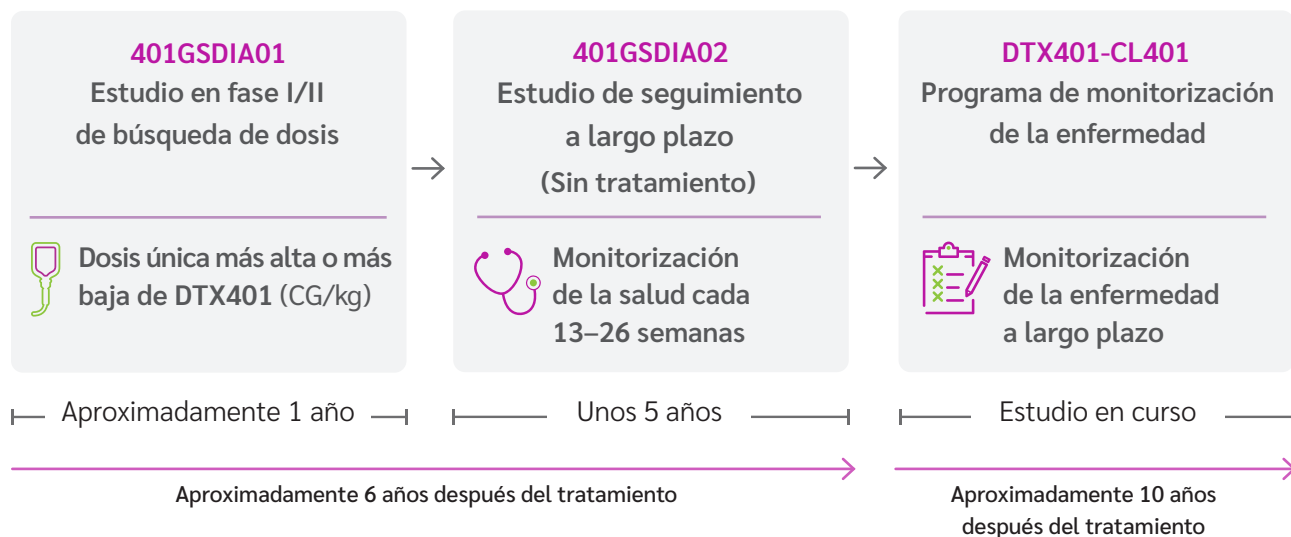 401GSDIA01
Estudio en fase I/II
de búsqueda de dosis
Dosis única más alta o más
baja de DTX401 (CG/kg)
401GSDIA02
Estudio de seguimiento
a largo plazo
(Sin tratamiento)
Monitorización
de la salud cada
13–26 semanas
DTX401-CL401
Programa de monitorización
de la enfermedad
Monitorización
de la enfermedad
a largo plazo
Aproximadamente 1 año
Unos 5 años
Estudio en curso
Aproximadamente 6 años después del tratamiento
Aproximadamente 10 años
después del tratamiento